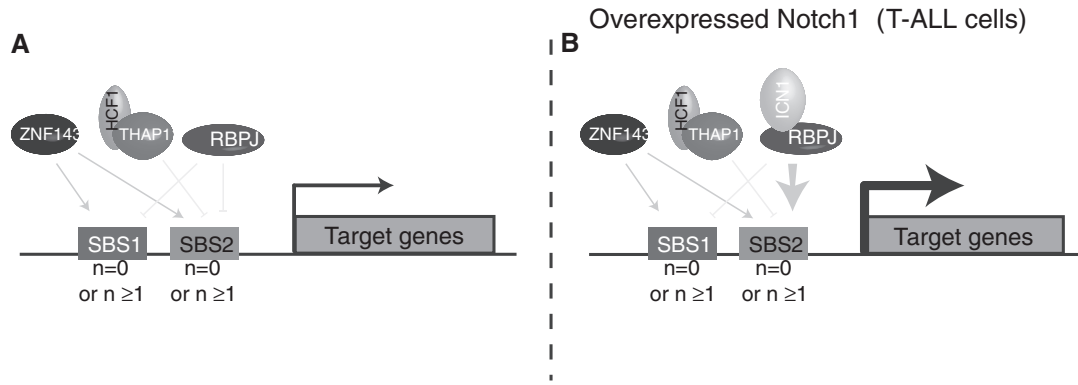 Overexpressed Notch1 (T-ALL cells)
A
ZNF143
HCF1
THAP1
RBPJ
SBS1
SBS2
Target genes
n=0
or n ≥1
n=0
or n ≥1
B
ZNF143
HCF1
THAP1
ICN1
RBPJ
SBS1
SBS2
Target genes
n=0
or n ≥1
n=0
or n ≥1